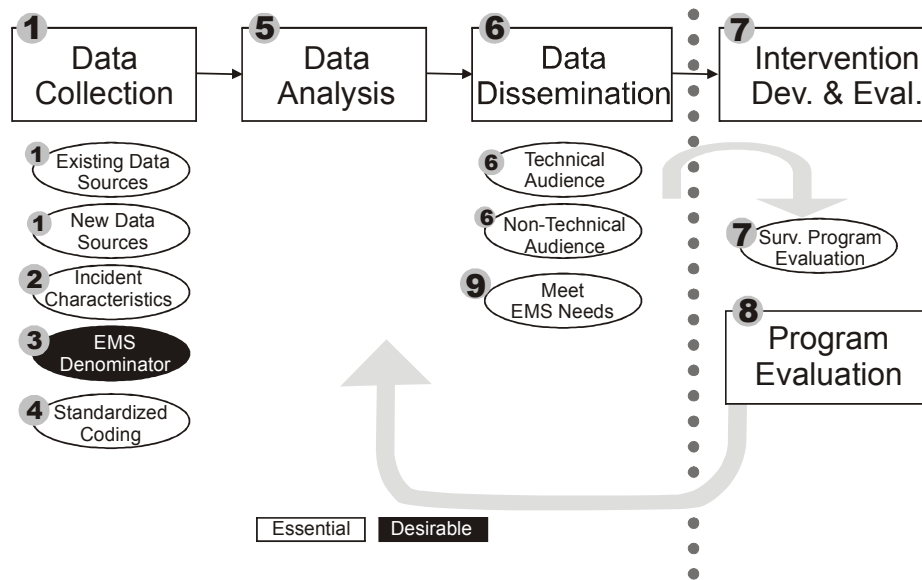 1
Data
Collection
5
Data
Analysis
6
Data
Dissemination
7
Intervention
Dev. & Eval.
1
Existing Data
Sources
1
New Data
Sources
2
Incident
Characteristics
3
EMS
Denominator
4
Standardized
Coding
6
Technical
Audience
6
Non-Technical
Audience
9
Meet
EMS Needs
7
Surv. Program
Evaluation
8
Program
Evaluation
Essential
Desirable